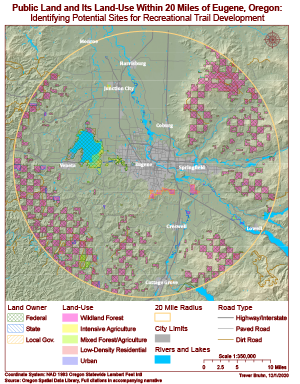 Public Land and Its Land-Use Within 20 Miles of Eugene, Oregon:
Identifying Potential Sites for Recreational Trail Development
Monroe
Harrisburg
Junction City
Coburg
Veneta
Eugene
Springfield
Creswell
Lowell
Cottage Grove
Land Owner
Federal
State
Local Gov.
Land-Use
Wildland Forest
Intensive Agriculture
Mixed Forest/Agriculture
Low-Density Residential
Urban
20 Mile Radius
City Limits
Rivers and Lakes
Road Type
Highway/Interstate
Paved Road
Dirt Road
Scale 1:350,000
0 2.5 5 10 Miles
Coordinate System: NAD 1983 Oregon Statewide Lambert Feet Intl
Source: Oregon Spatial Data Library, Full citations in accompanying narrative
Trevor Bruhn, 12/1/2020